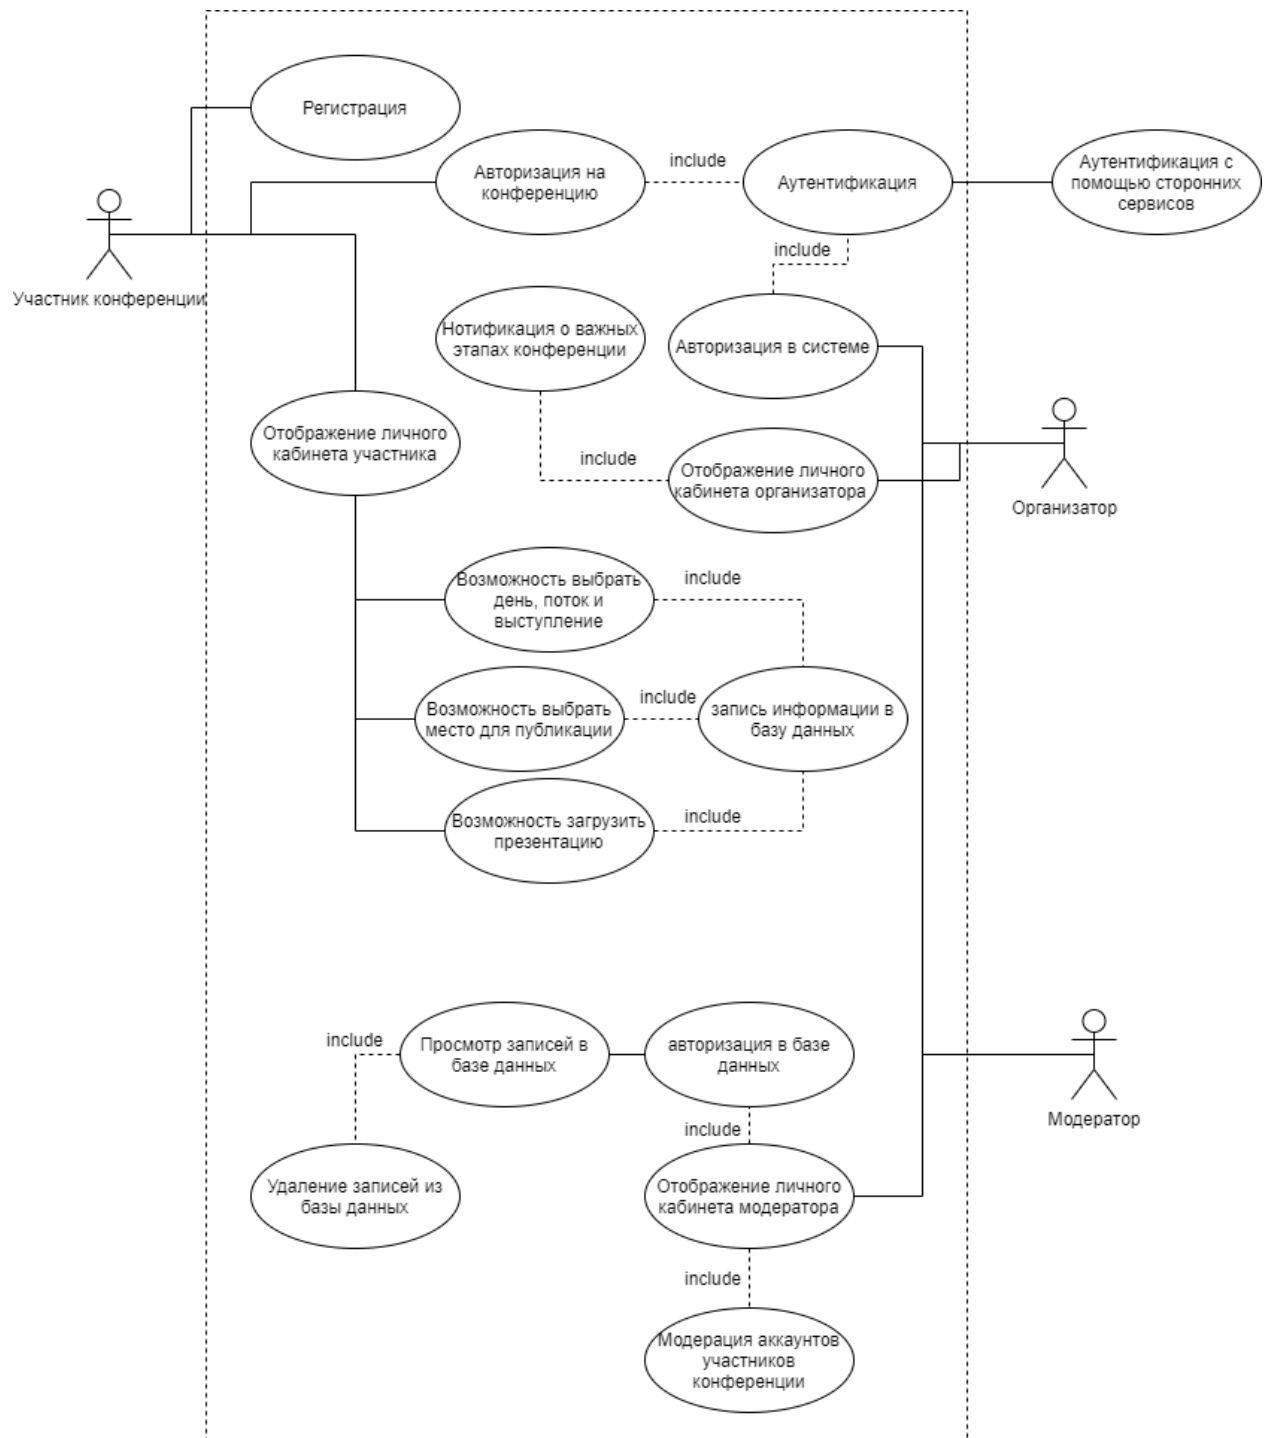 Регистрация
Авторизация на
конференцию
include
Аутентификация
Аутентификация с
помощью сторонних
сервисов
Участник конференции
include
Нотификация о важных
этапах конференции
Авторизация в системе
Отображение личного
кабинета участника
include
Отображение личного
кабинета организатора
Организатор
Возможность выбрать
день, поток и
выступление
include
Возможность выбрать
место для публикации
include
запись информации в
базу данных
Возможность загрузить
презентацию
include
include
Просмотр записей в
базе данных
авторизация в базе
данных
Модератор
include
Удаление записей из
базы данных
Отображение личного
кабинета модератора
include
Модерация аккаунтов
участников
конференции